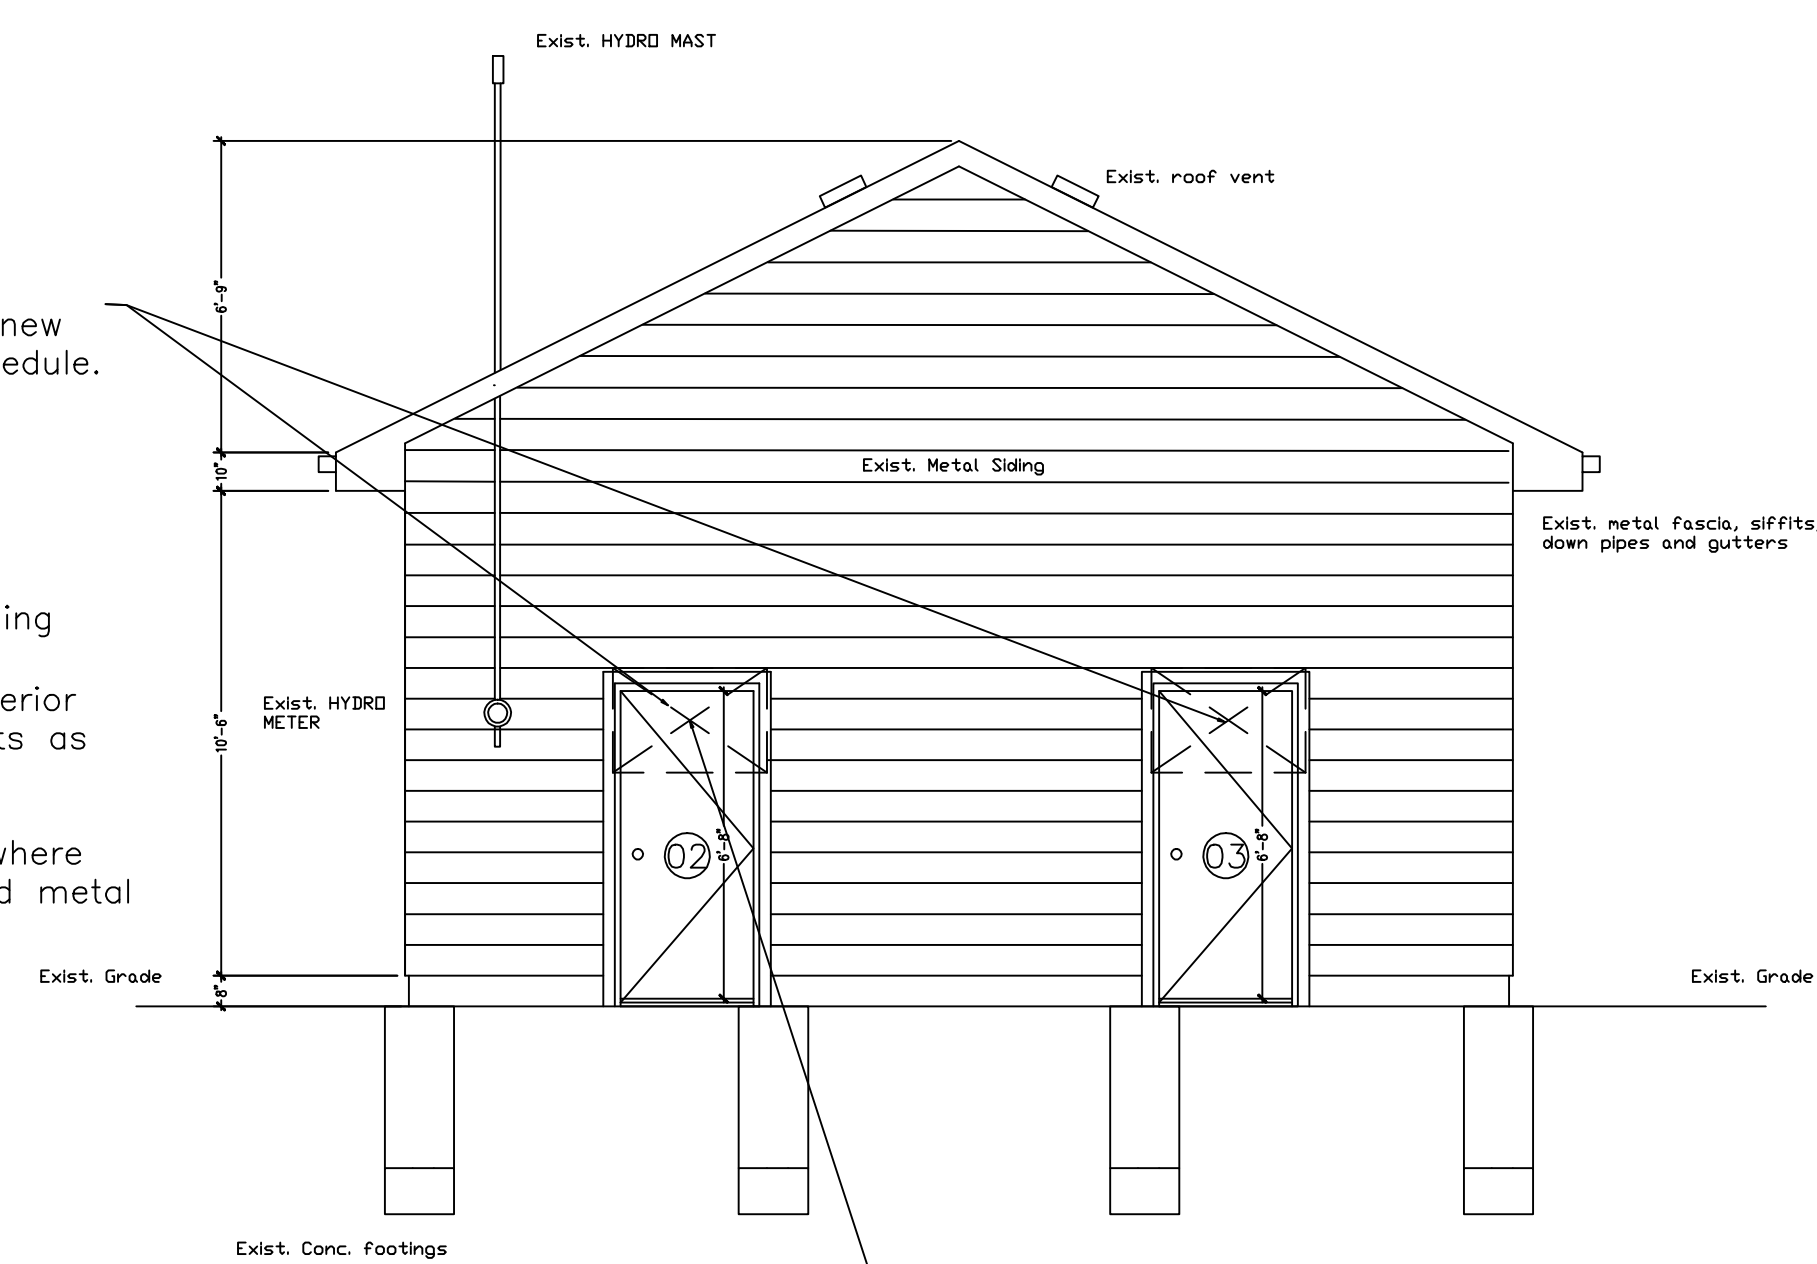 Exist. HYDRO MAST
Exist. roof vent
6'-9"
new
edule.
10"
Exist. Metal Siding
Exist. metal fascia, siffits,
down pipes and gutters
ing
erior
ts as
Exist. HYDRO
METER
10'-6"
where
d metal
02
6'-8"
03
6'-8"
Exist. Grade
8"
Exist. Grade
Exist. Conc. footings